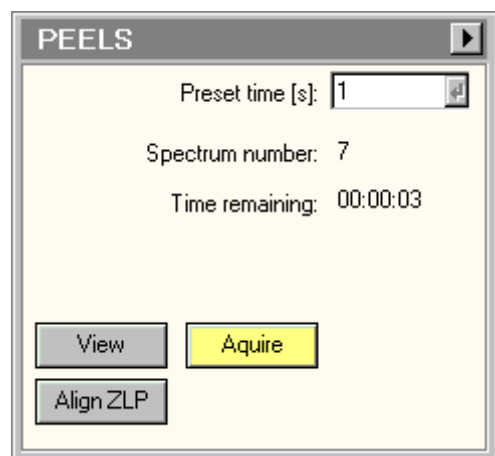 PEELS
Preset time [s]: 1
Spectrum number: 7
Time remaining: 00:00:03
View Aquire
Align ZLP